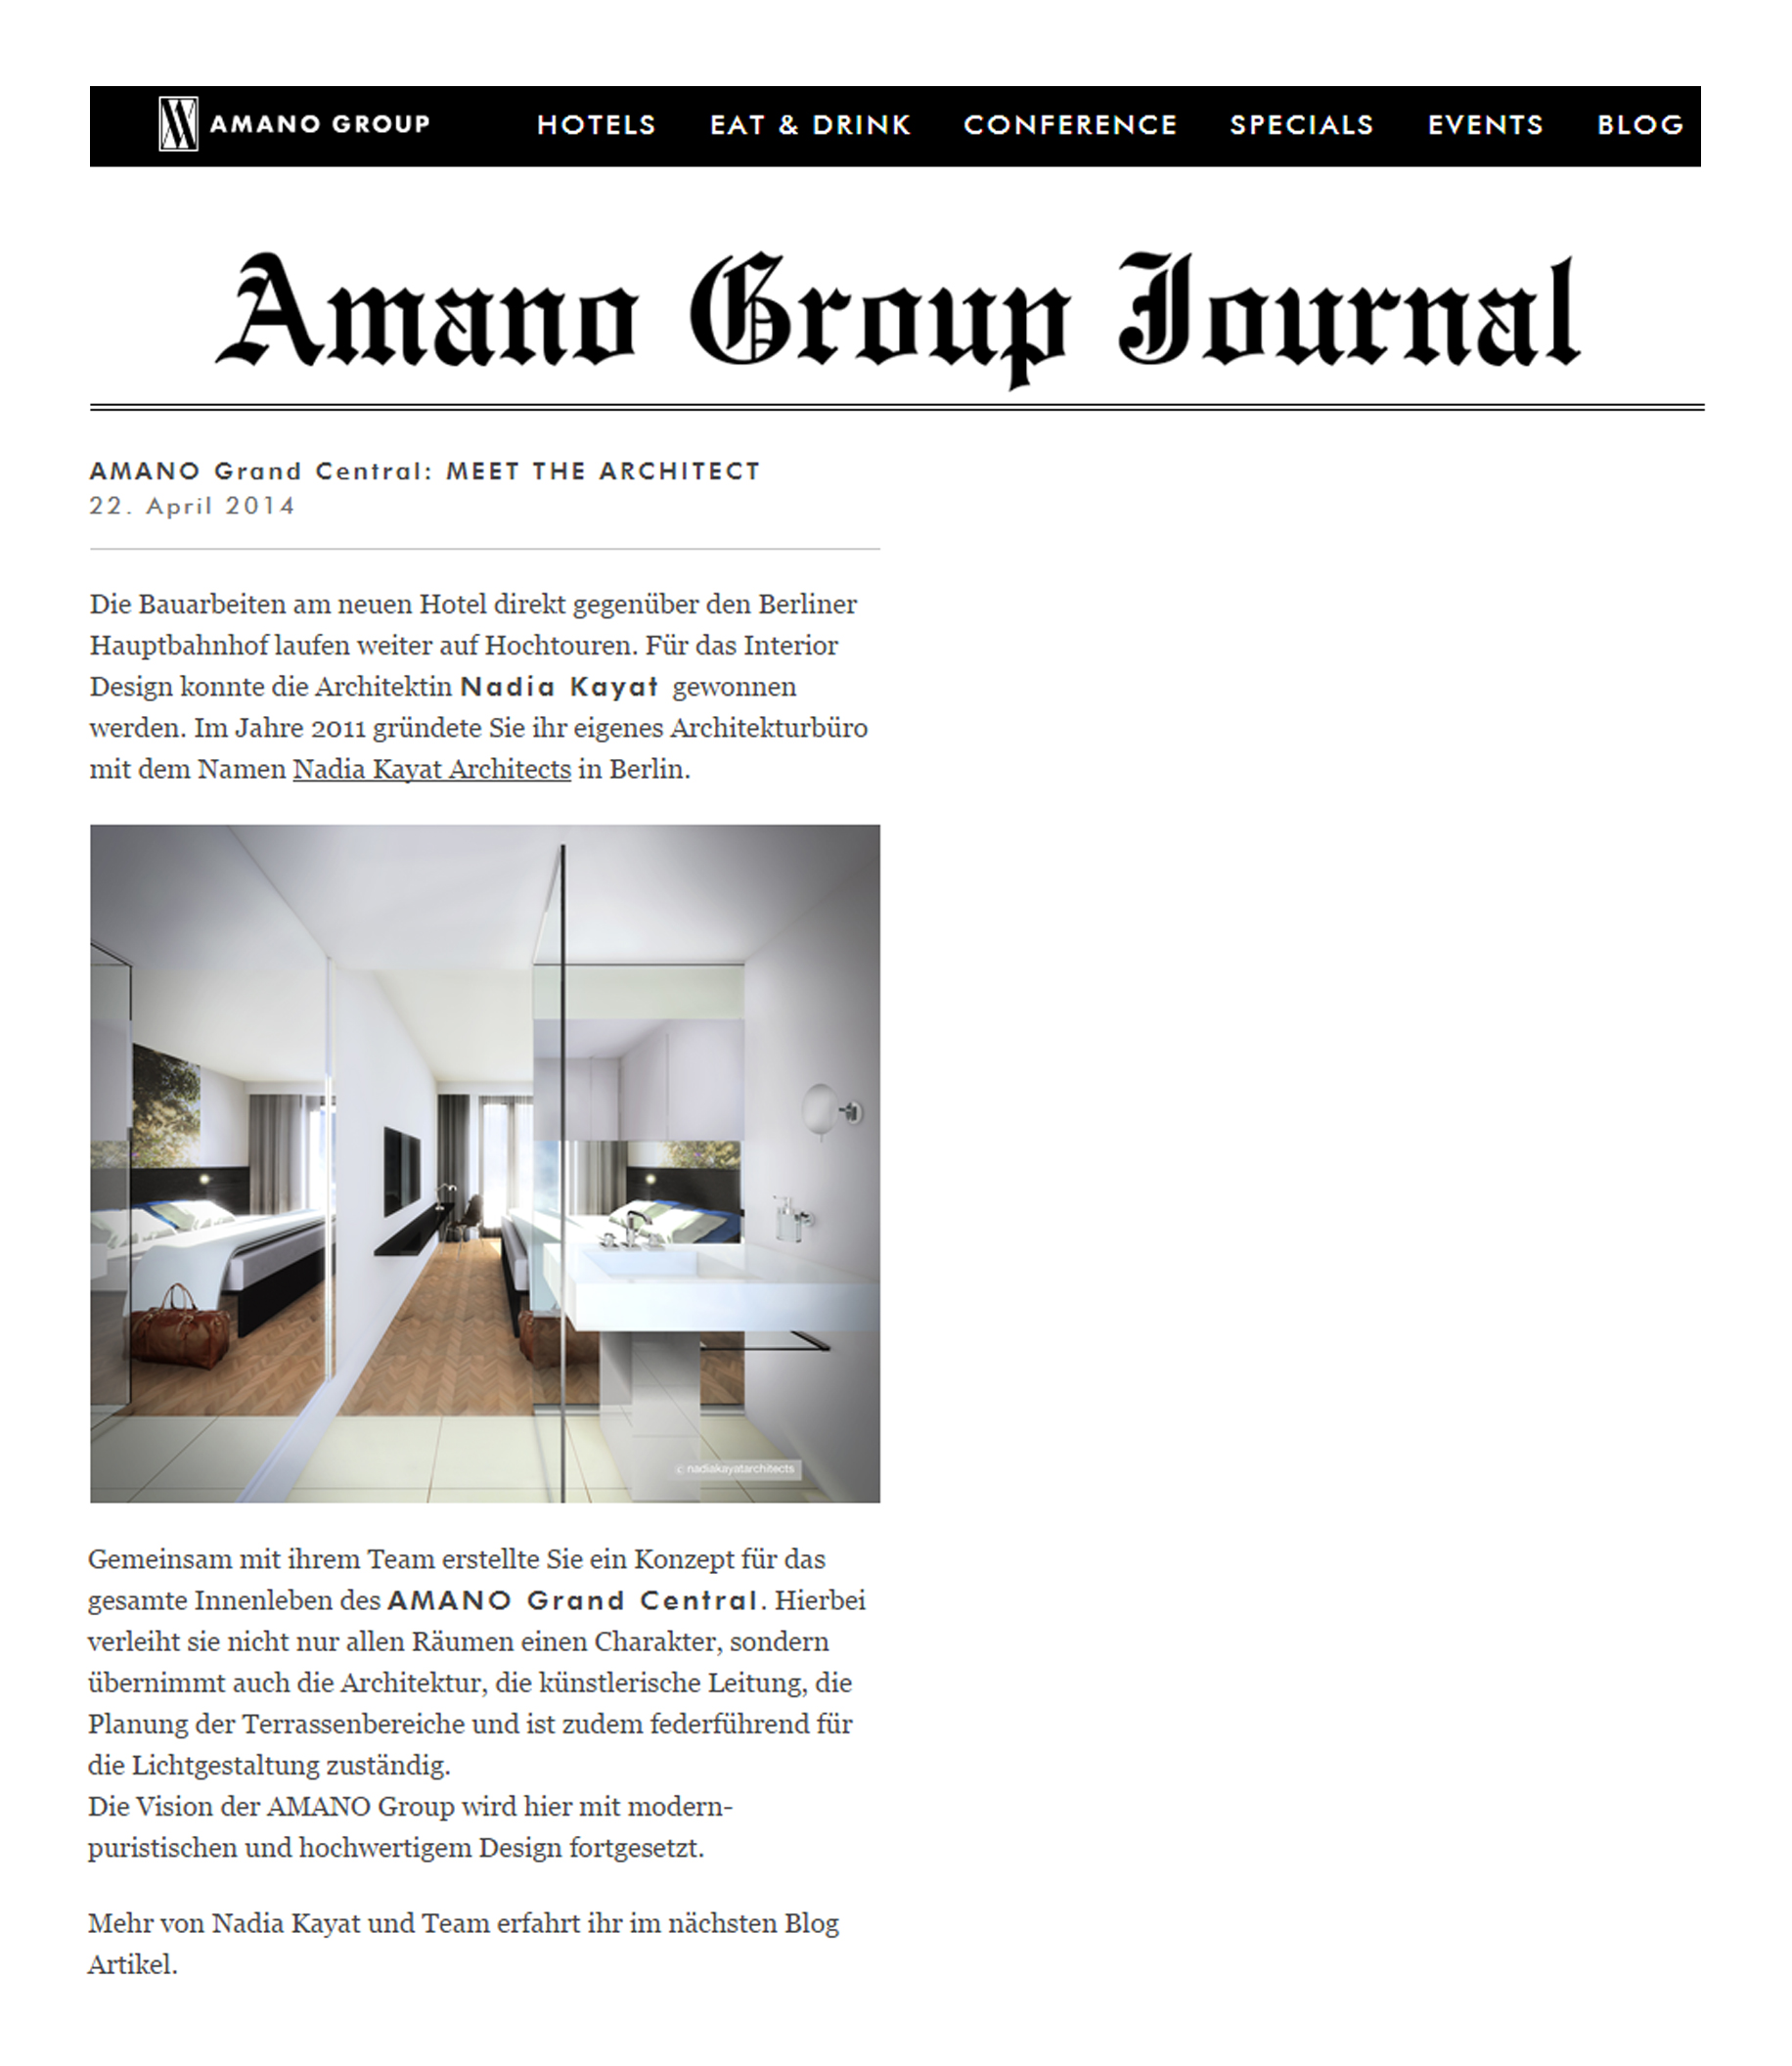 AMANO GROUP HOTELS EAT & DRINK CONFERENCE SPECIALS EVENTS BLOG
Amano Group Journal
AMANO Grand Central: MEET THE ARCHITECT
22. April 2014
Die Bauarbeiten am neuen Hotel direkt gegenüber den Berliner
Hauptbahnhof laufen weiter auf Hochtouren. Für das Interior
Design konnte die Architektin Nadia Kayat gewonnen
werden. Im Jahre 2011 gründete Sie ihr eigenes Architekturbüro
mit dem Namen Nadia Kayat Architects in Berlin.
© nadiakayatarchitects
Gemeinsam mit ihrem Team erstellte Sie ein Konzept für das
gesamte Innenleben des AMANO Grand Central. Hierbei
verleiht sie nicht nur allen Räumen einen Charakter, sondern
übernimmt auch die Architektur, die künstlerische Leitung, die
Planung der Terrassenbereiche und ist zudem federführend für
die Lichtgestaltung zuständig.
Die Vision der AMANO Group wird hier mit modern-
puristischen und hochwertigem Design fortgesetzt.
Mehr von Nadia Kayat und Team erfahrt ihr im nächsten Blog
Artikel.